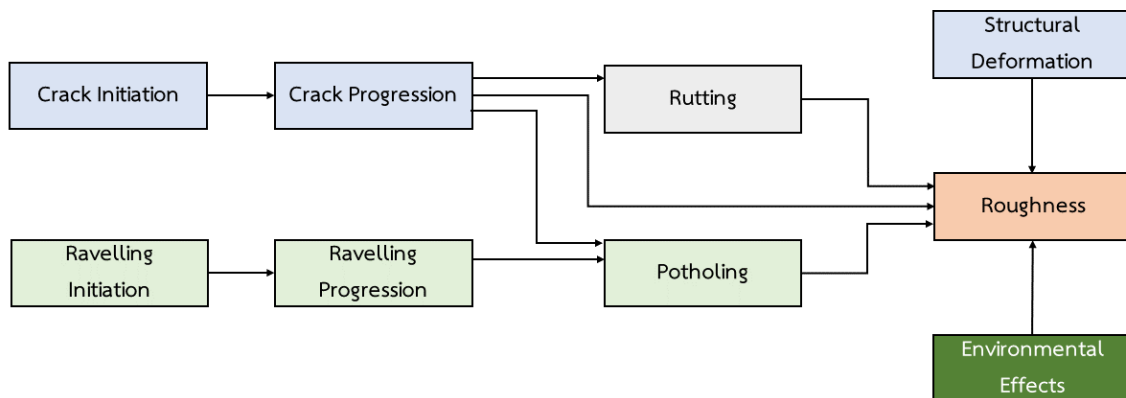 Structural
Deformation
Crack Initiation
Crack Progression
Rutting
Roughness
Ravelling
Initiation
Ravelling
Progression
Potholing
Environmental
Effects